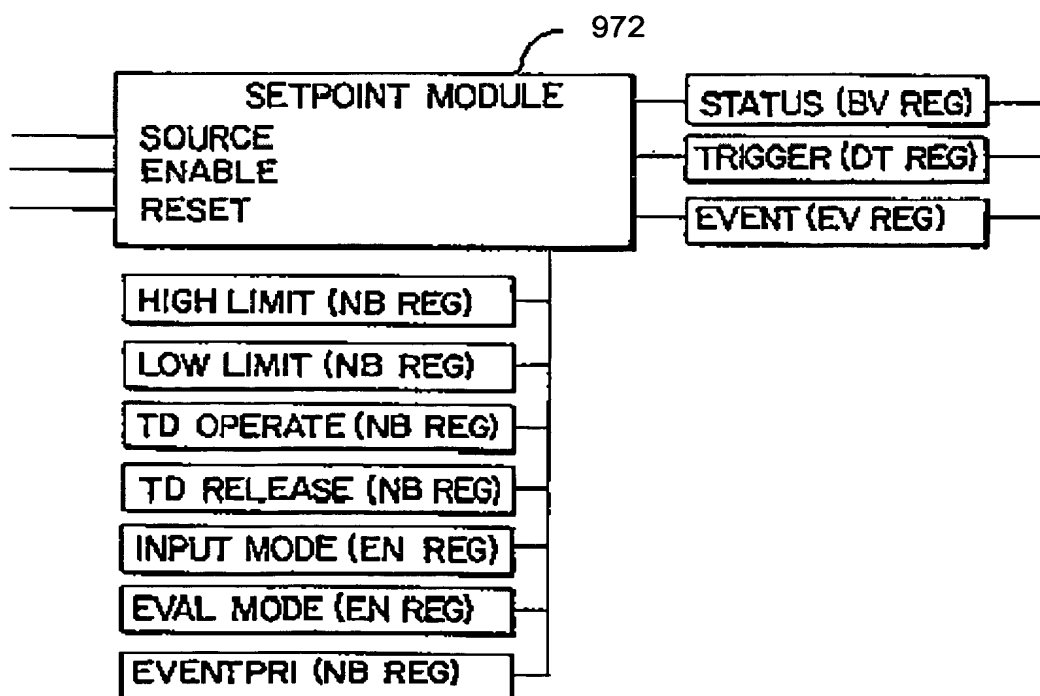 972
SETPOINT MODULE
SOURCE
ENABLE
RESET
STATUS (BV REG)
TRIGGER (DT REG)
EVENT (EV REG)
HIGH LIMIT (NB REG)
LOW LIMIT (NB REG)
TD OPERATE (NB REG)
TD RELEASE (NB REG)
INPUT MODE (EN REG)
EVAL MODE (EN REG)
EVENTPRI (NB REG)